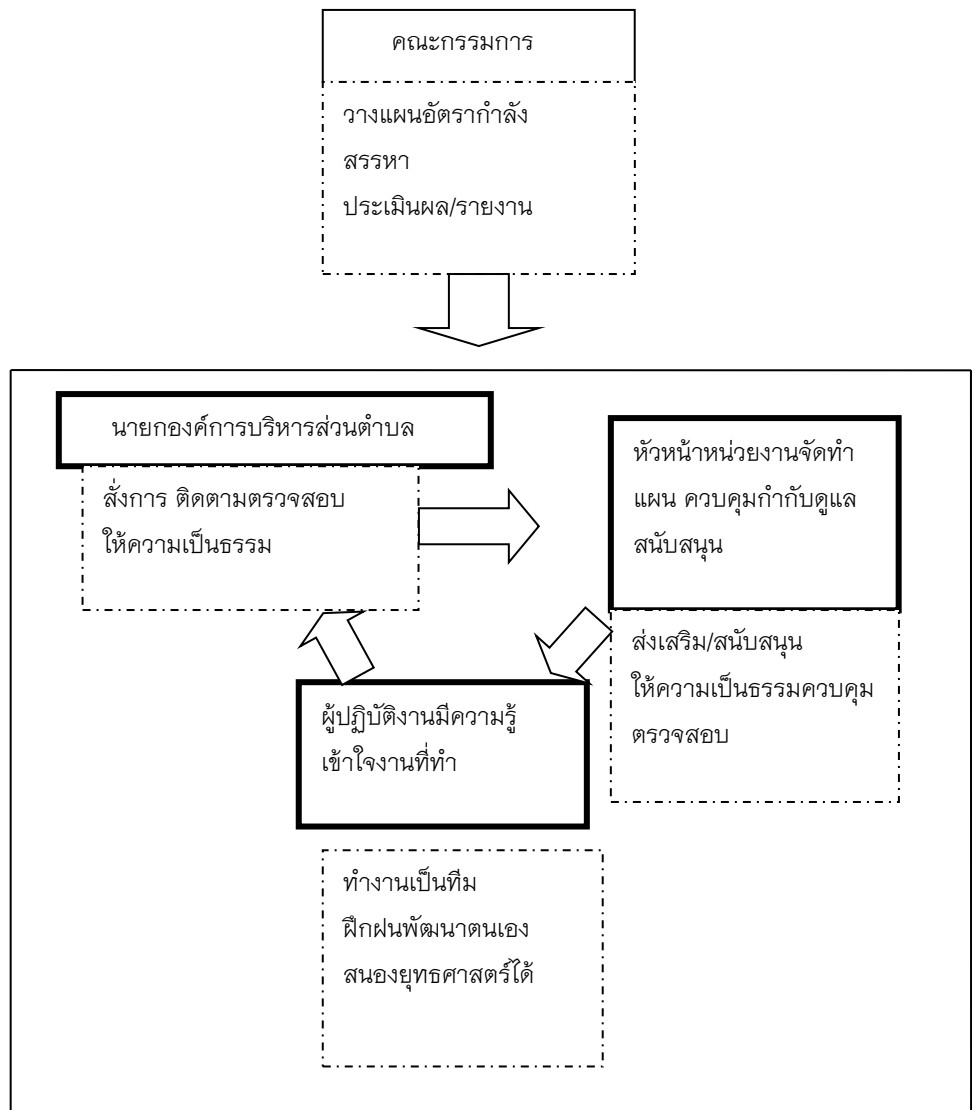 คณะกรรมการ
วางแผนอัตรากำลัง
สรรหา
ประเมินผล/รายงาน
นายกองค์การบริหารส่วนตำบล
สั่งการ ติดตามตรวจสอบ
ให้ความเป็นธรรม
หัวหน้าหน่วยงานจัดทำ
แผน ควบคุมกำกับดูแล
สนับสนุน
ส่งเสริม/สนับสนุน
ให้ความเป็นธรรมควบคุม
ตรวจสอบ
ผู้ปฏิบัติงานมีความรู้
เข้าใจงานที่ทำ
ทำงานเป็นทีม
ฝึกฝนพัฒนาตนเอง
สนองยุทธศาสตร์ได้